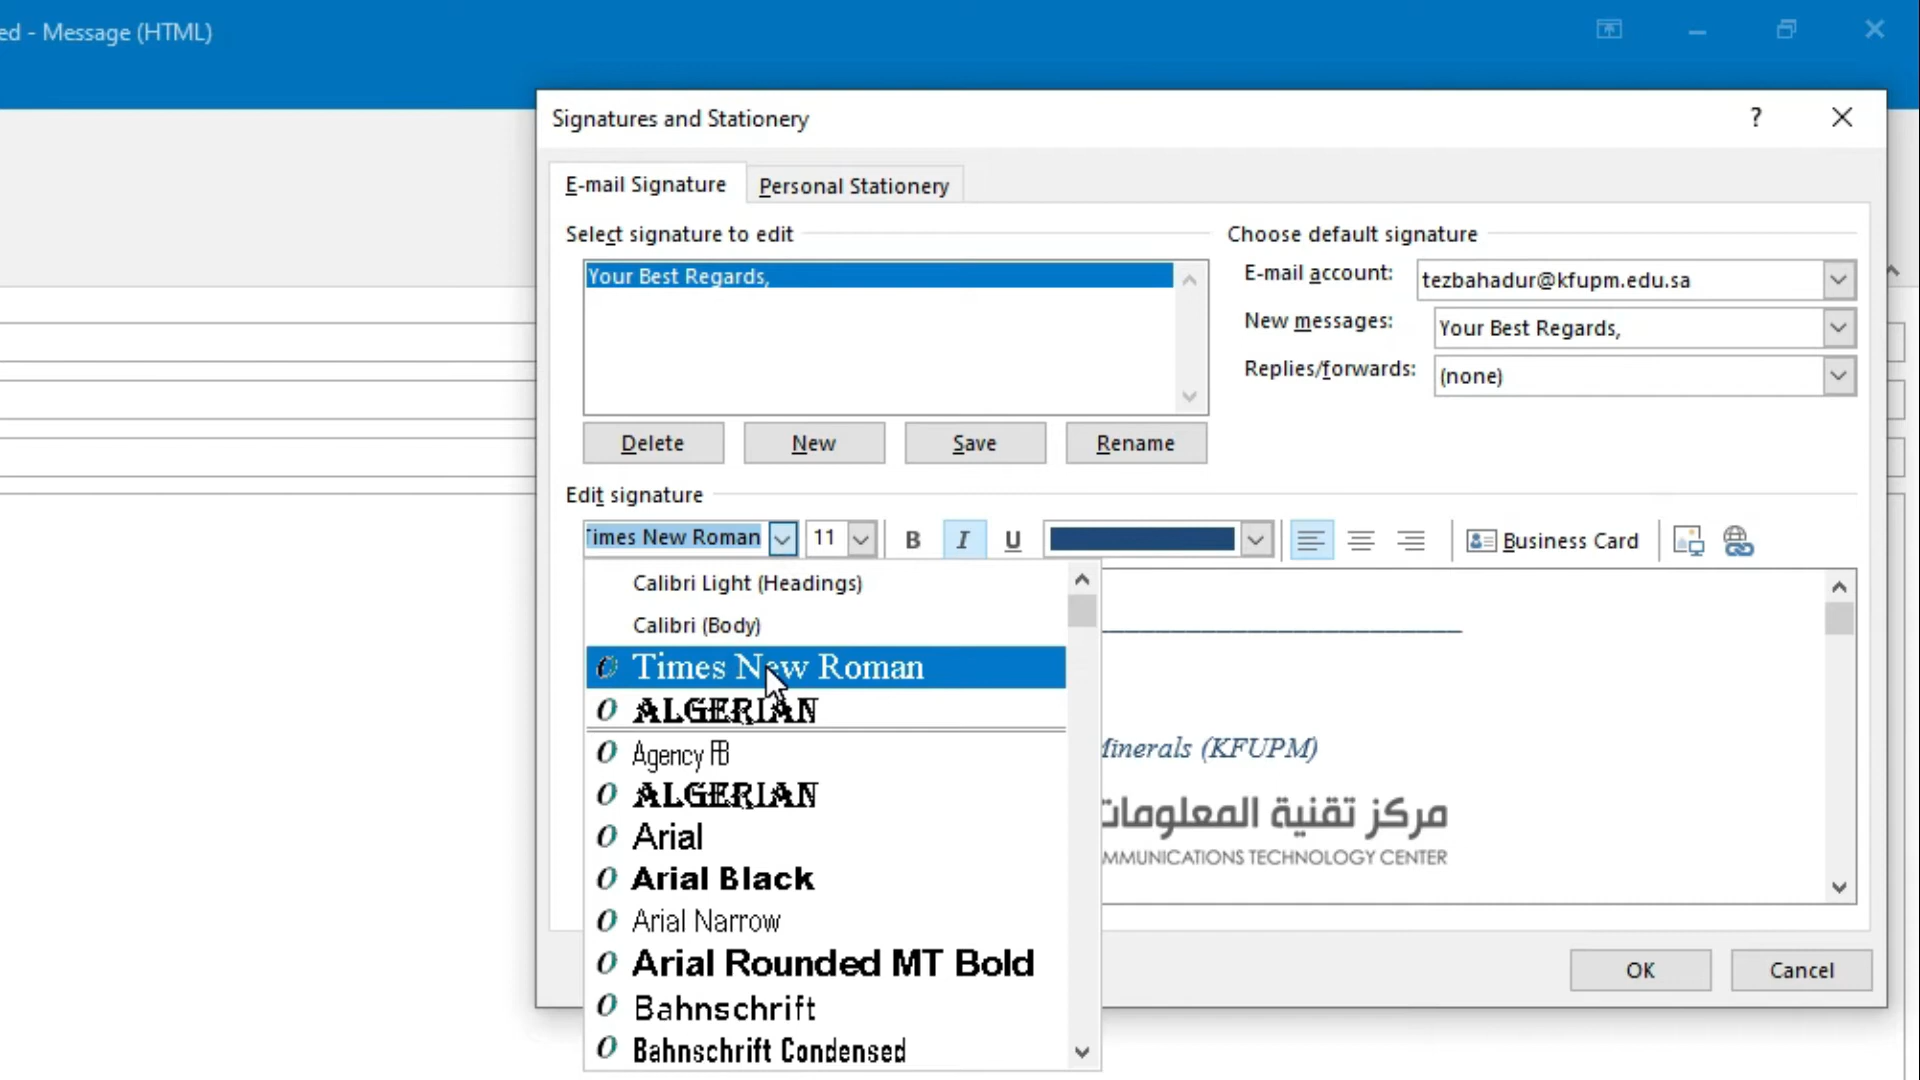 ed - Message (HTML)
Signatures and Stationery
?
E-mail Signature
Personal Stationery
Select signature to edit
Choose default signature
Your Best Regards,
E-mail account:
tezbahadur@kfupm.edu.sa
New messages:
Your Best Regards,
Replies/forwards:
(none)
Delete
New
Save
Rename
Edit signature
Times New Roman
11
B
I
U
Business Card
Calibri Light (Headings)
Calibri (Body)
Times New Roman
ALGERIAN
Agency FB
ALGERIAN
Arial
Arial Black
Arial Narrow
Arial Rounded MT Bold
Bahnschrift
Bahnschrift Condensed
Minerals (KFUPM)
مركز تقنية المعلومات
MMUNICATIONS TECHNOLOGY CENTER
OK
Cancel